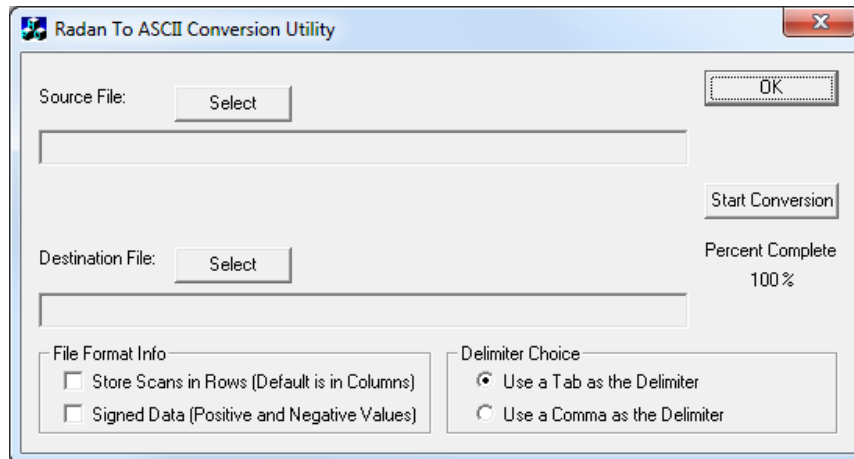 Radan To ASCII Conversion Utility
Source File:
Select
OK
Start Conversion
Destination File:
Select
Percent Complete
100%
File Format Info
Store Scans in Rows (Default is in Columns)
Signed Data (Positive and Negative Values)
Delimiter Choice
Use a Tab as the Delimiter
Use a Comma as the Delimiter